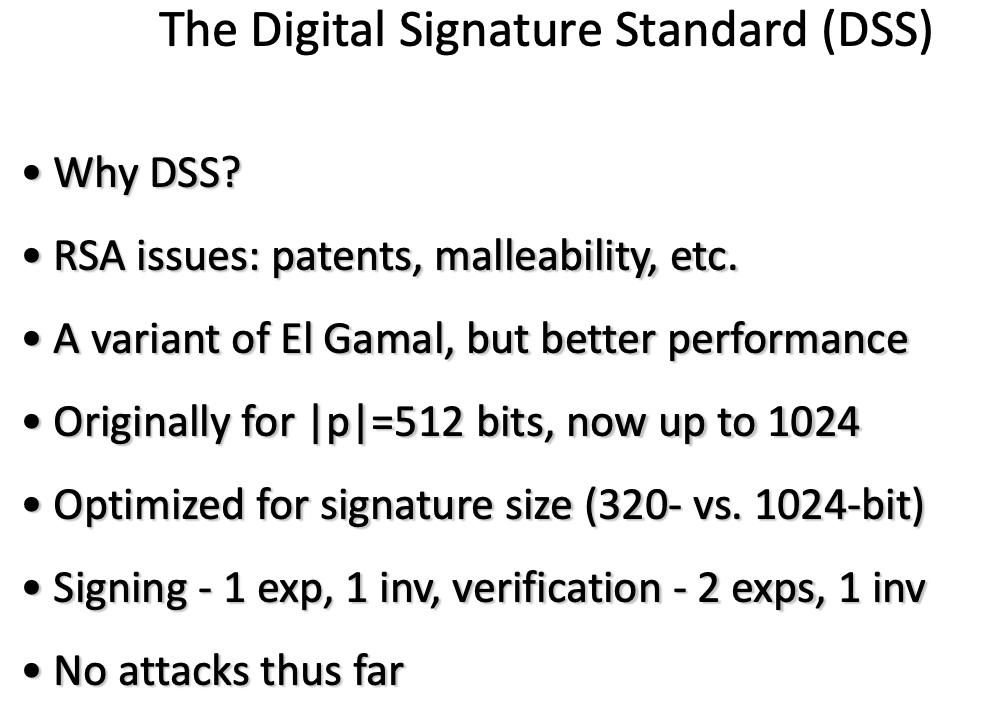 The Digital Signature Standard (DSS)
• Why DSS?
• RSA issues: patents, malleability, etc.
• A variant of El Gamal, but better performance
• Originally for |p|=512 bits, now up to 1024
• Optimized for signature size (320- vs. 1024-bit)
• Signing - 1 exp, 1 inv, verification - 2 exps, 1 inv
• No attacks thus far